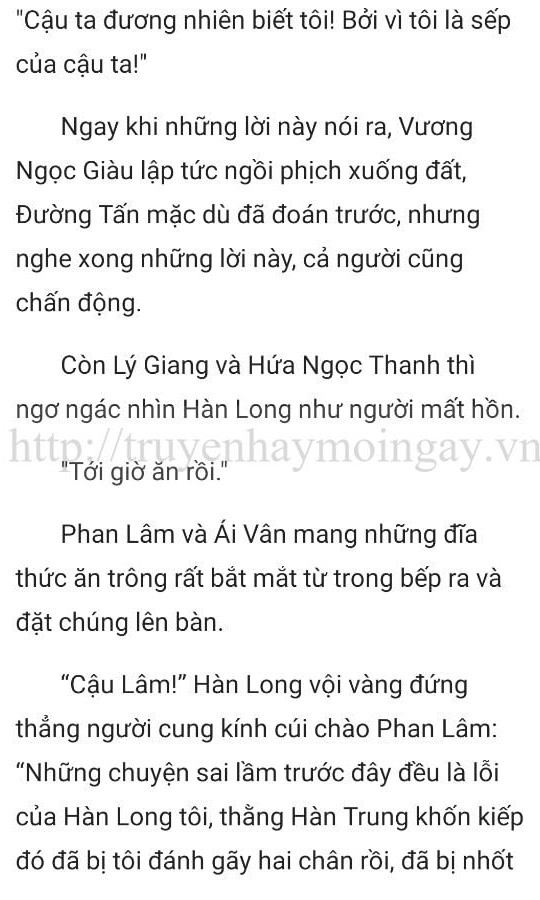 "Cậu ta đương nhiên biết tôi! Bởi vì tôi là sếp
của cậu ta!"
Ngay khi những lời này nói ra, Vương
Ngọc Giàu lập tức ngồi phịch xuống đất,
Đường Tấn mặc dù đã đoán trước, nhưng
nghe xong những lời này, cả người cũng
chấn động.
Còn Lý Giang và Hứa Ngọc Thanh thì
ngơ ngác nhìn Hàn Long như người mất hồn.
http://truyenhaymoingay.vn
"Tới giờ ăn rồi."
Phan Lâm và Ái Vân mang những đĩa
thức ăn trông rất bắt mắt từ trong bếp ra và
đặt chúng lên bàn.
“Cậu Lâm!” Hàn Long vội vàng đứng
thẳng người cung kính cúi chào Phan Lâm:
“Những chuyện sai lầm trước đây đều là lỗi
của Hàn Long tôi, thằng Hàn Trung khốn kiếp
đó đã bị tôi đánh gãy hai chân rồi, đã bị nhốt